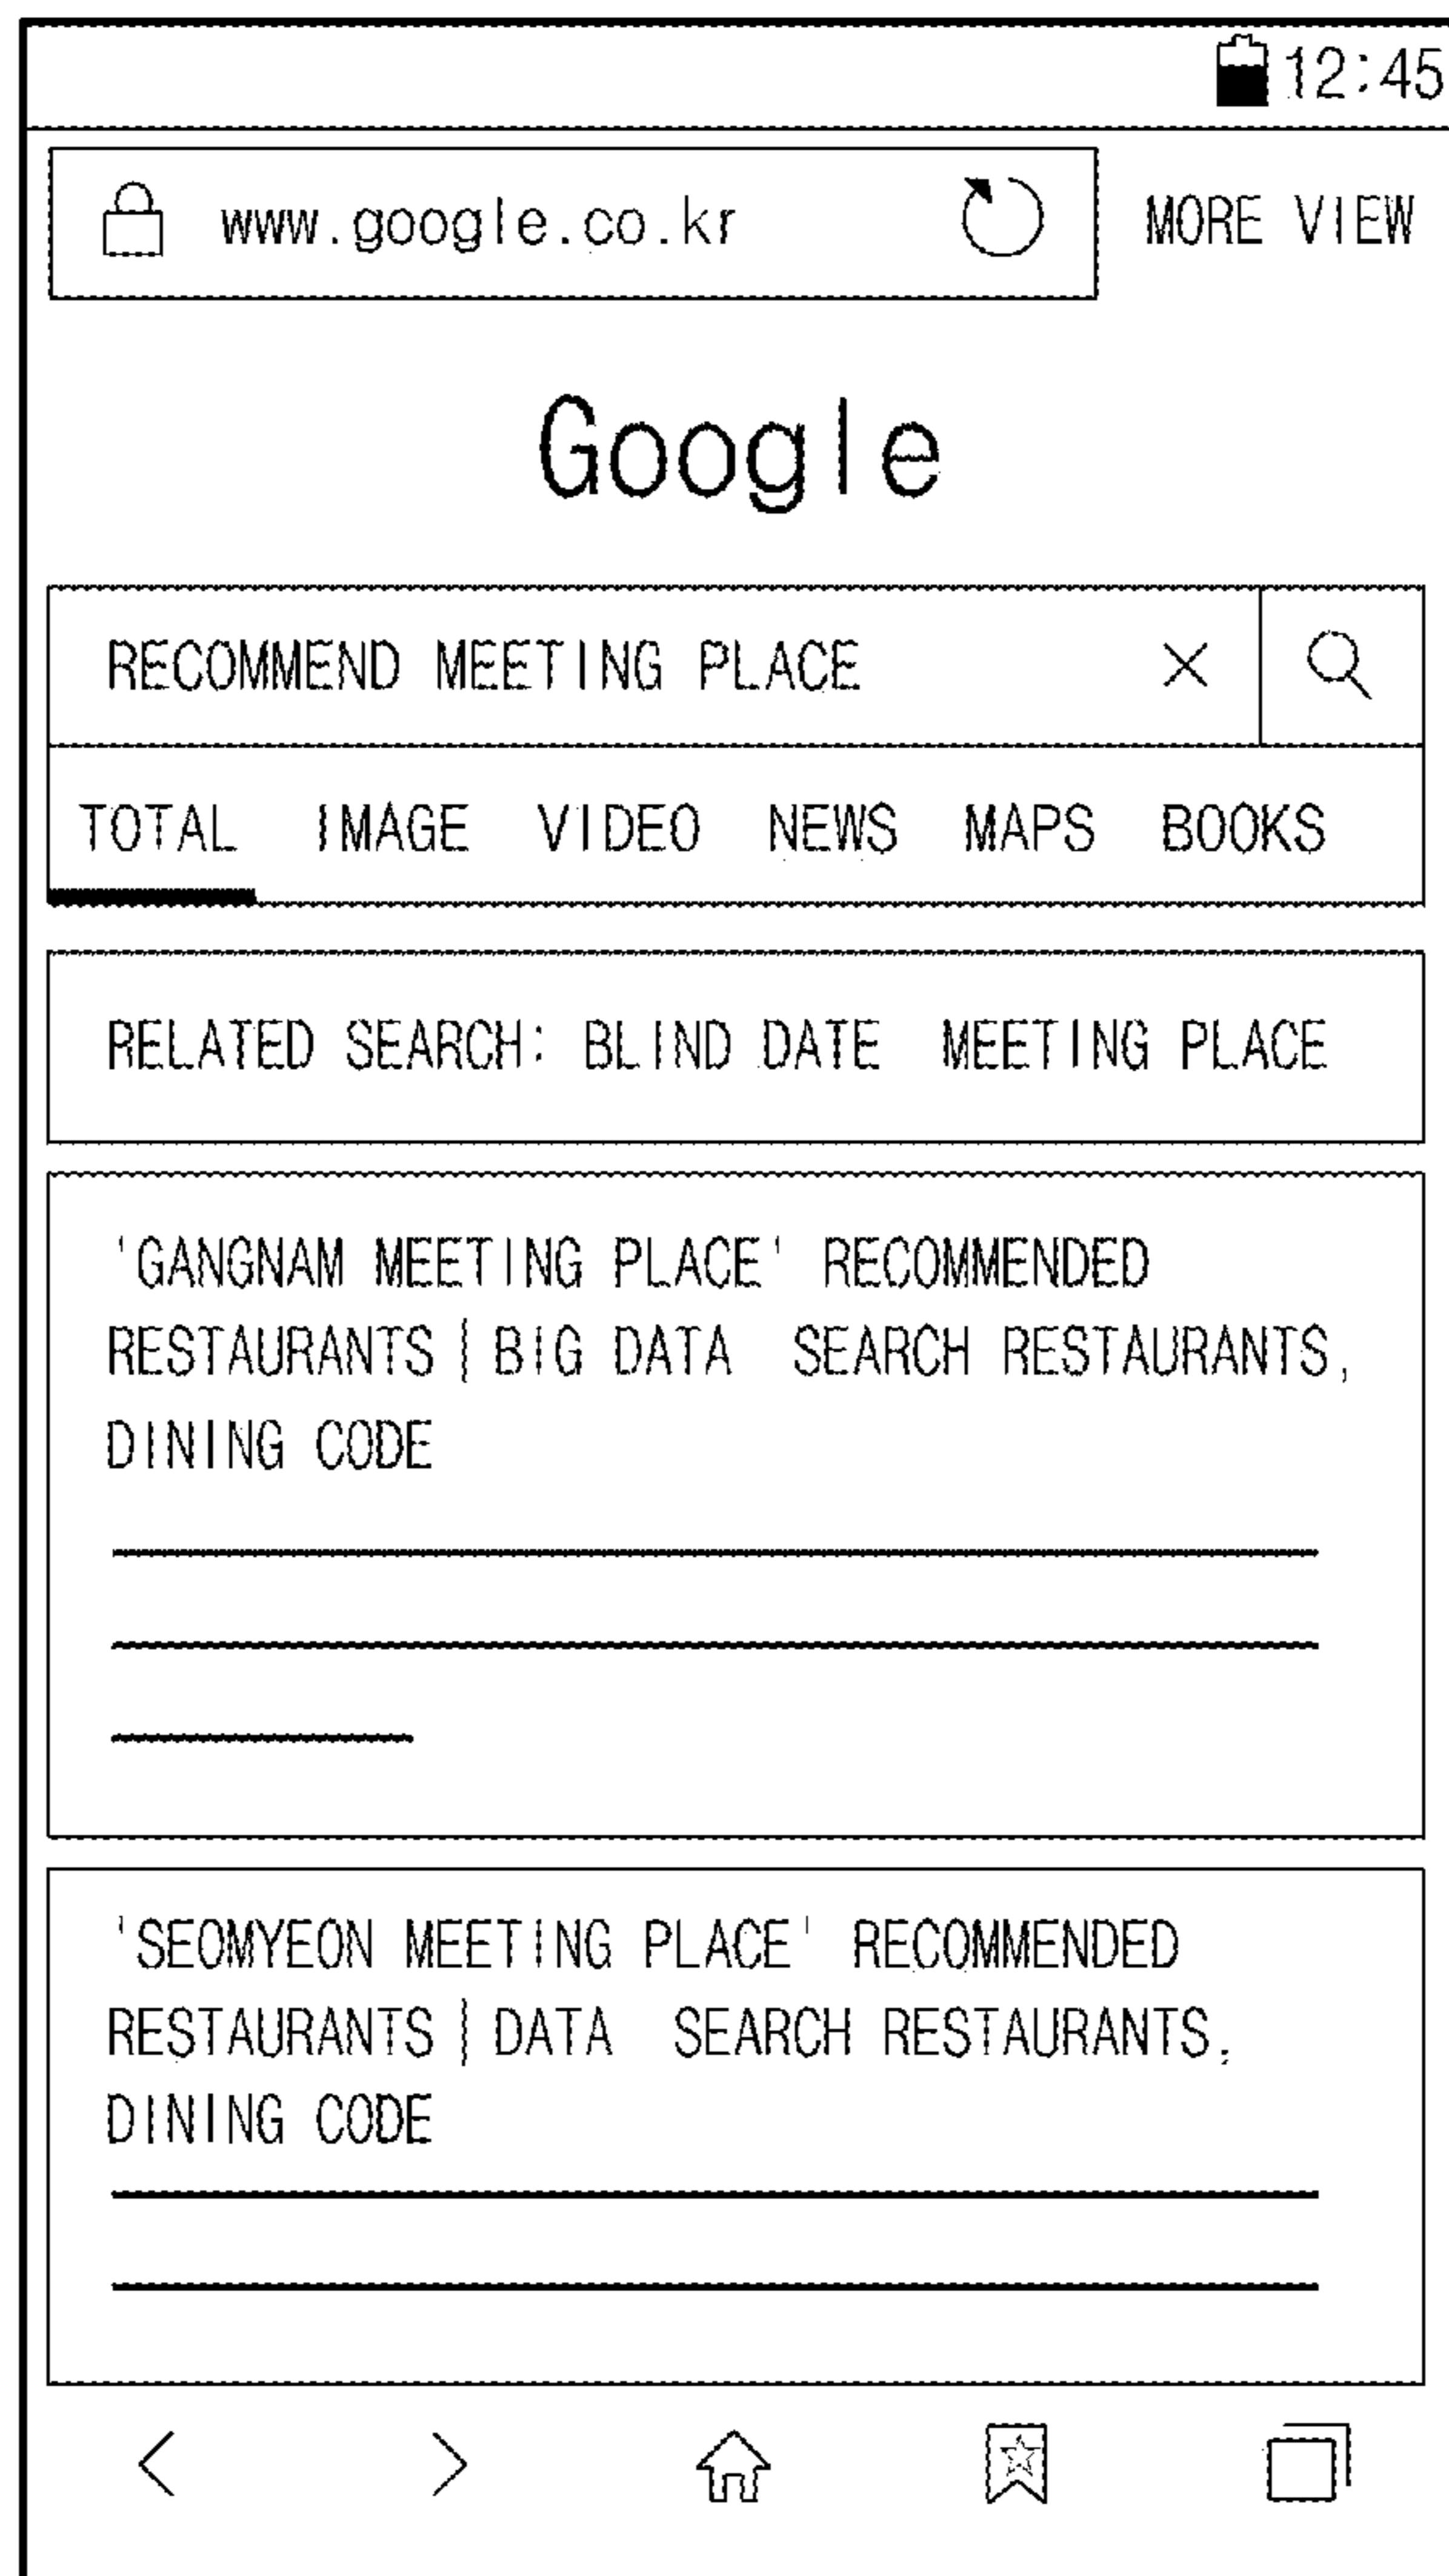 12:45
www.google.co.kr
MORE VIEW
Google
RECOMMEND MEETING PLACE
TOTAL IMAGE VIDEO NEWS MAPS BOOKS
RELATED SEARCH: BLIND DATE MEETING PLACE
'GANGNAM MEETING PLACE' RECOMMENDED
RESTAURANTS | BIG DATA SEARCH RESTAURANTS,
DINING CODE
'SEOMYEON MEETING PLACE' RECOMMENDED
RESTAURANTS | DATA SEARCH RESTAURANTS,
DINING CODE